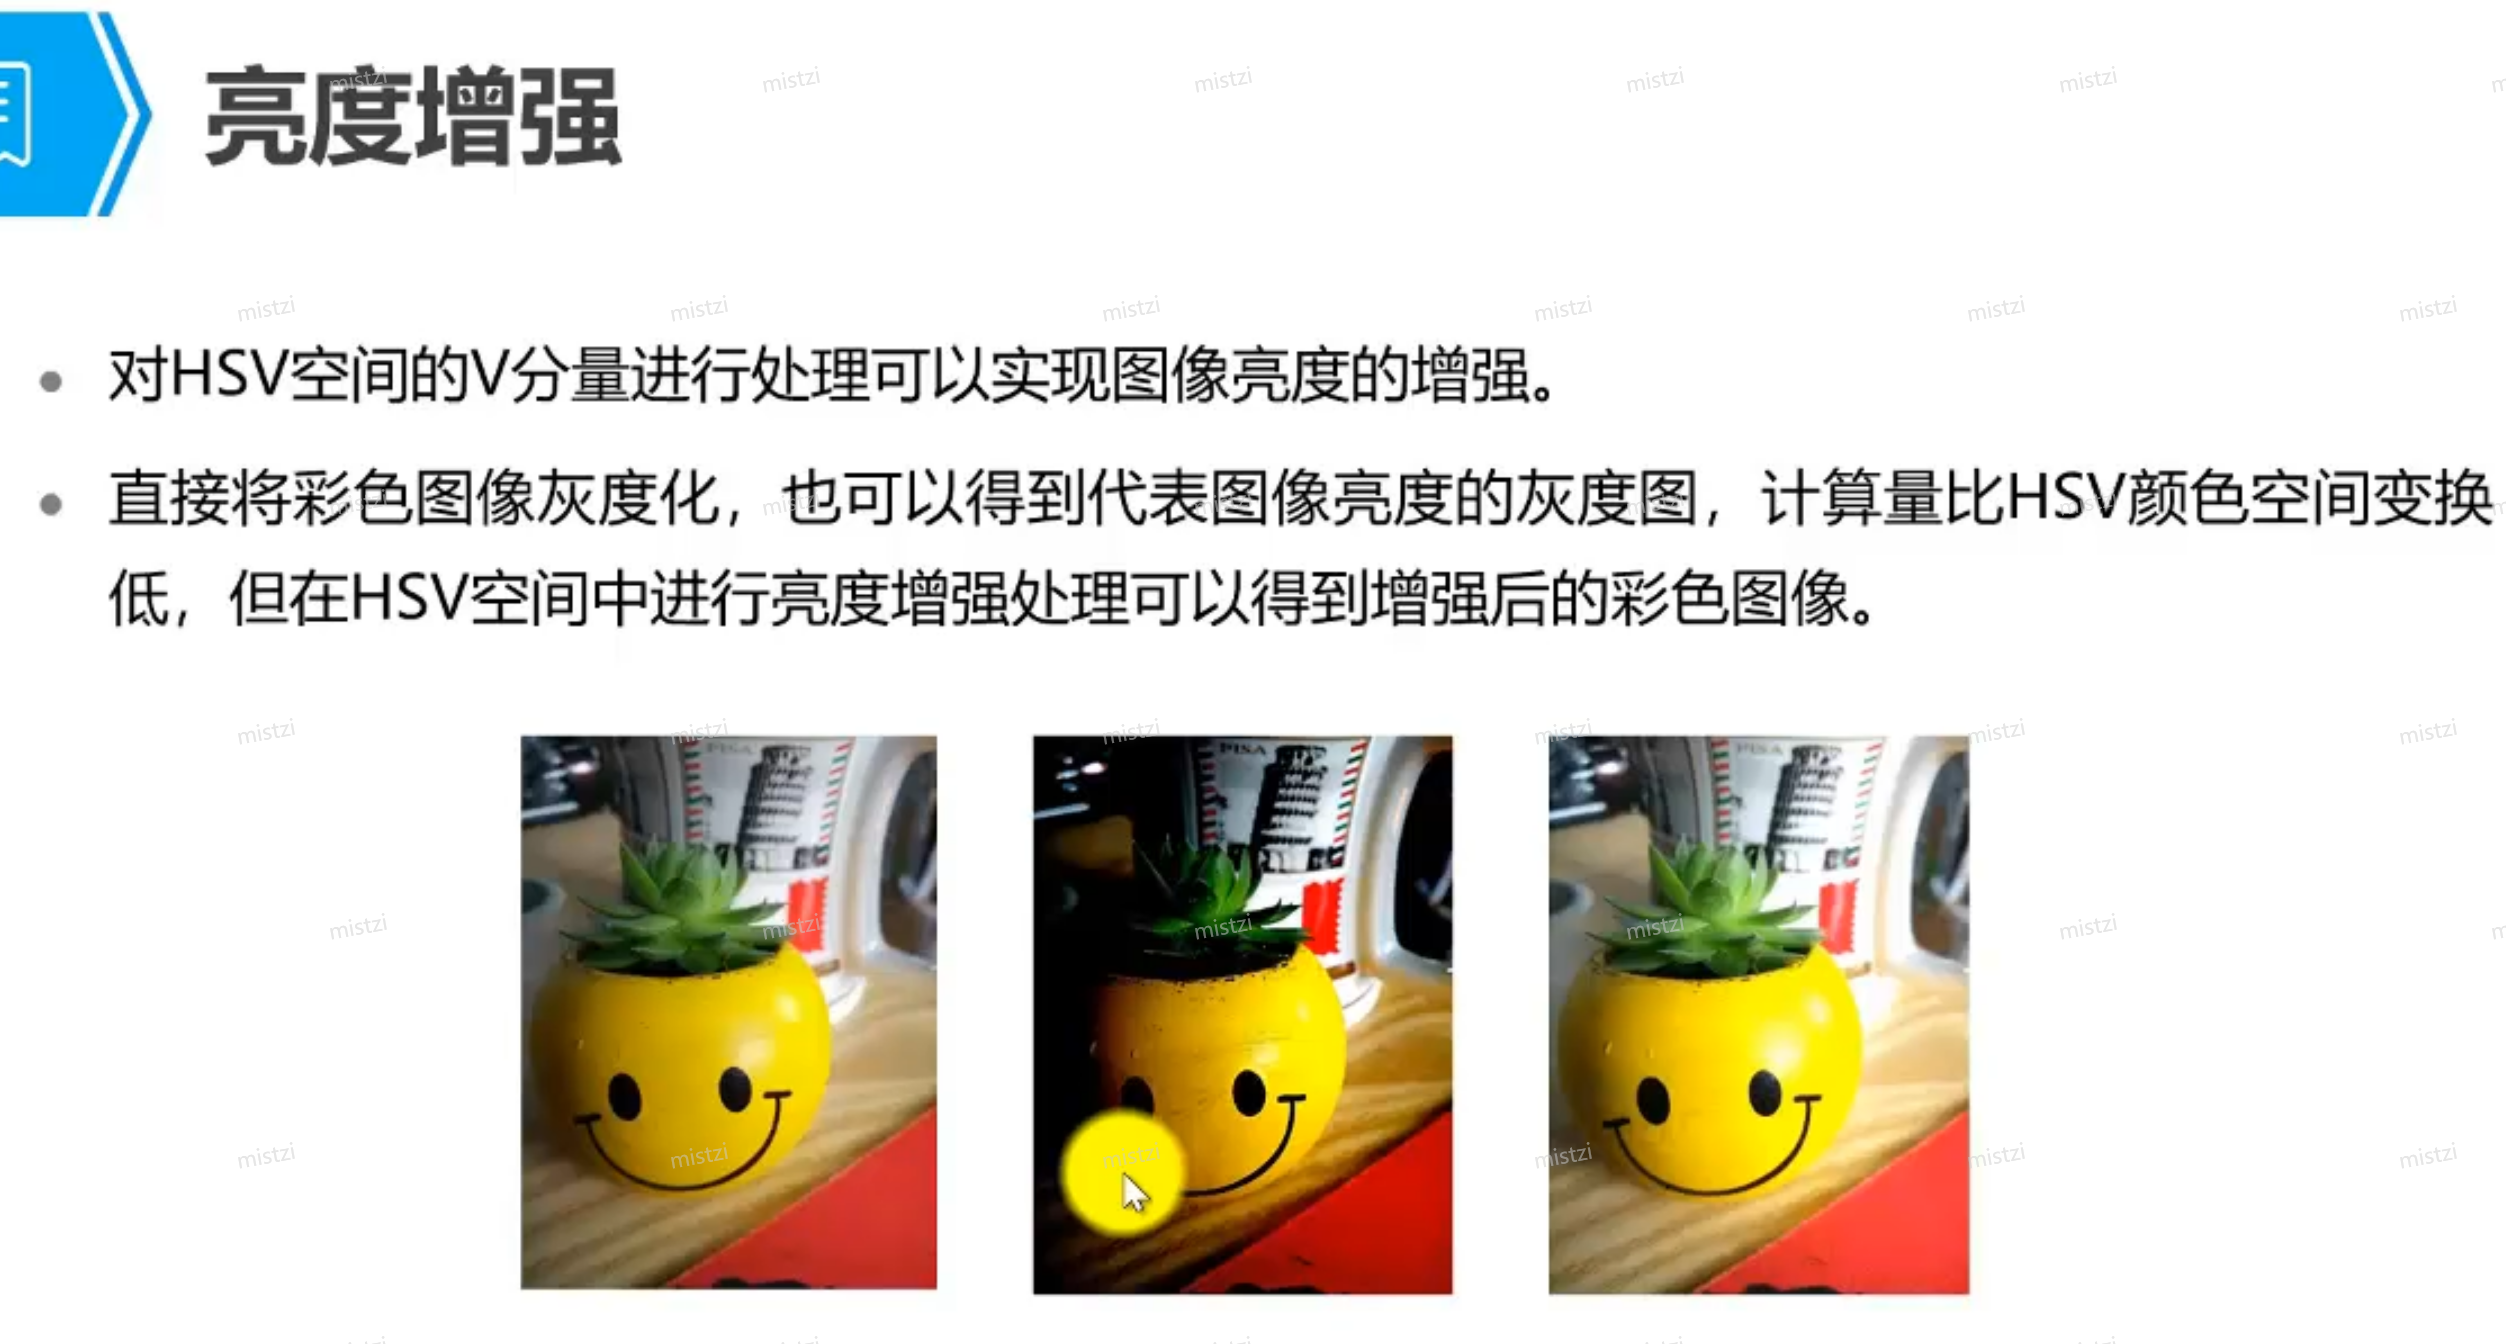 亮度增强
对HSV空间的V分量进行处理可以实现图像亮度的增强。
直接将彩色图像灰度化，也可以得到代表图像亮度的灰度图，计算量比HSV颜色空间变换
低，但在HSV空间中进行亮度增强处理可以得到增强后的彩色图像。
PISA
PISA
PISA
mistzi